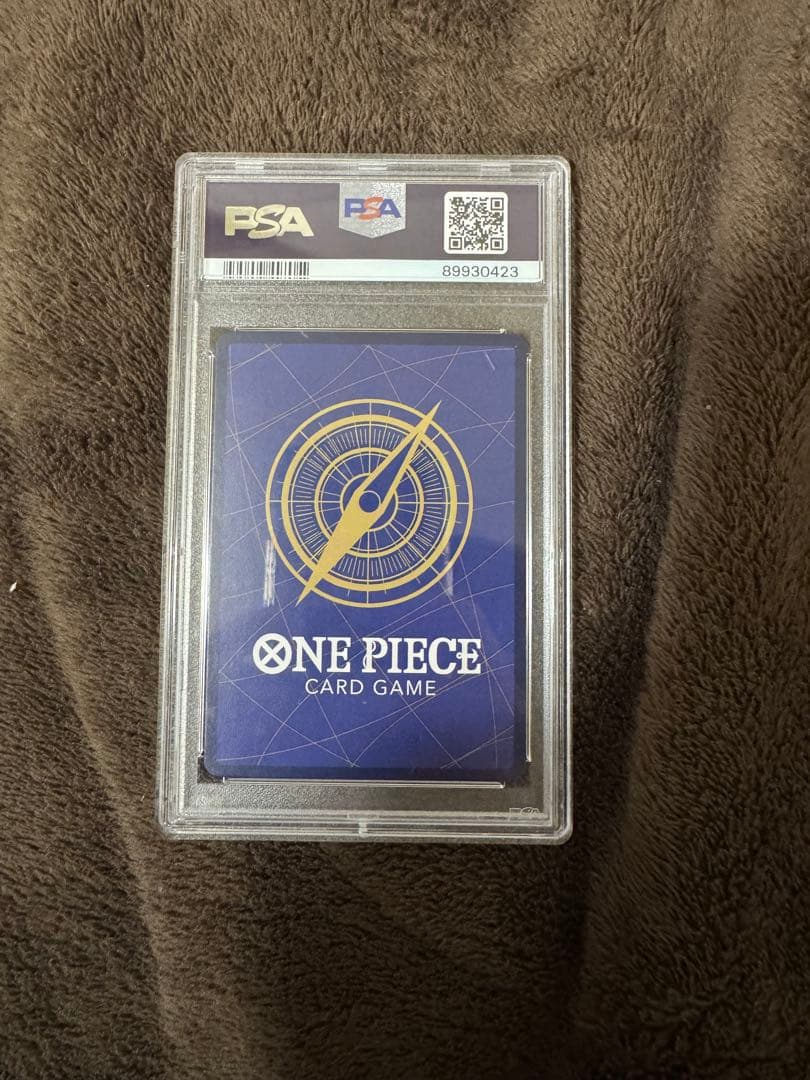 PSA
PSA
89930423
ONE PIECE
CARD GAME